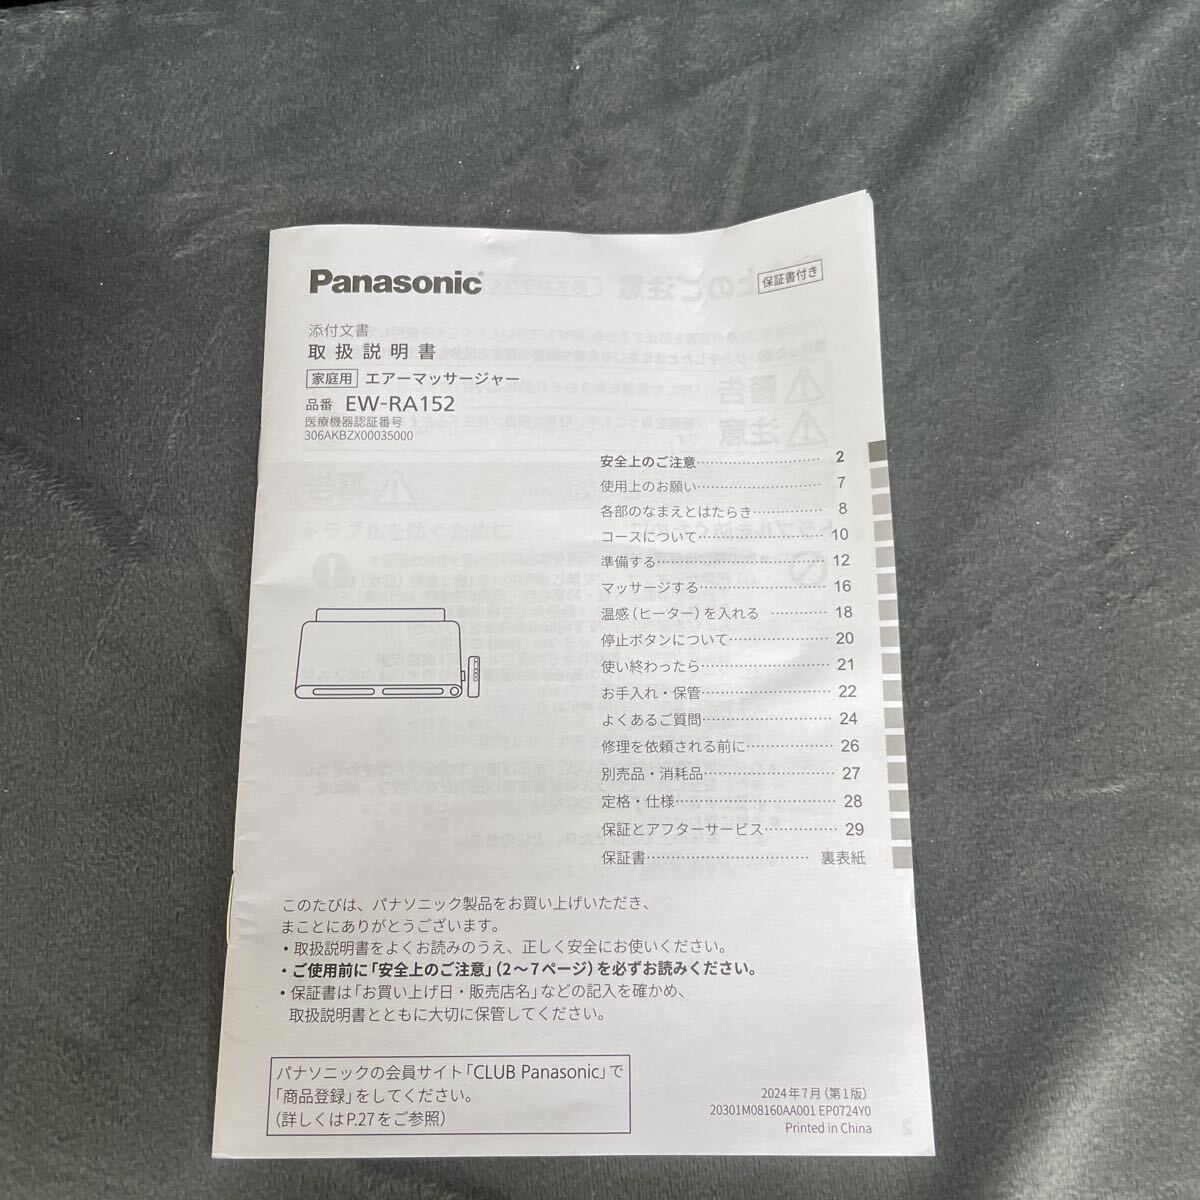 Panasonic
保証書付き
添付文書
取扱説明書
家庭用 エアーマッサージャー
品番 EW-RA152
医療機器認証番号
306AKBZX00035000
安全上のご注意………………………… 2
使用上のお願い………………………… 7
各部のなまえとはたらき…………… 8
コースについて………………………… 10
準備する………………………………… 12
マッサージする………………………… 16
温感(ヒーター)を入れる ………… 18
停止ボタンについて………………… 20
使い終わったら………………………… 21
お手入れ・保管………………………… 22
よくあるご質問………………………… 24
修理を依頼される前に……………… 26
別売品・消耗品………………………… 27
定格・仕様……………………………… 28
保証とアフターサービス………… 29
保証書………………………………… 裏表紙
このたびは、パナソニック製品をお買い上げいただき、
まことにありがとうございます。
・取扱説明書をよくお読みのうえ、正しく安全にお使いください。
・ご使用前に「安全上のご注意」(2～7ページ)を必ずお読みください。
・保証書は「お買い上げ日・販売店名」などの記入を確かめ、
取扱説明書とともに大切に保管してください。
パナソニックの会員サイト「CLUB Panasonic」で
「商品登録」をしてください。
(詳しくはP.27をご参照)
2024年7月(第1版)
20301M08160AA001 EP0724Y0
Printed in China